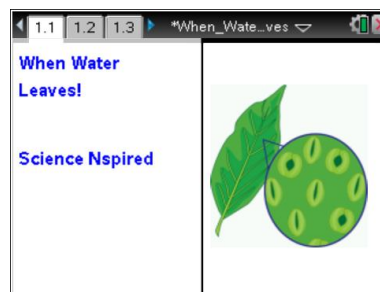 1.1 1.2 1.3 *When_Wate…ves
When Water
Leaves!
Science Nspired